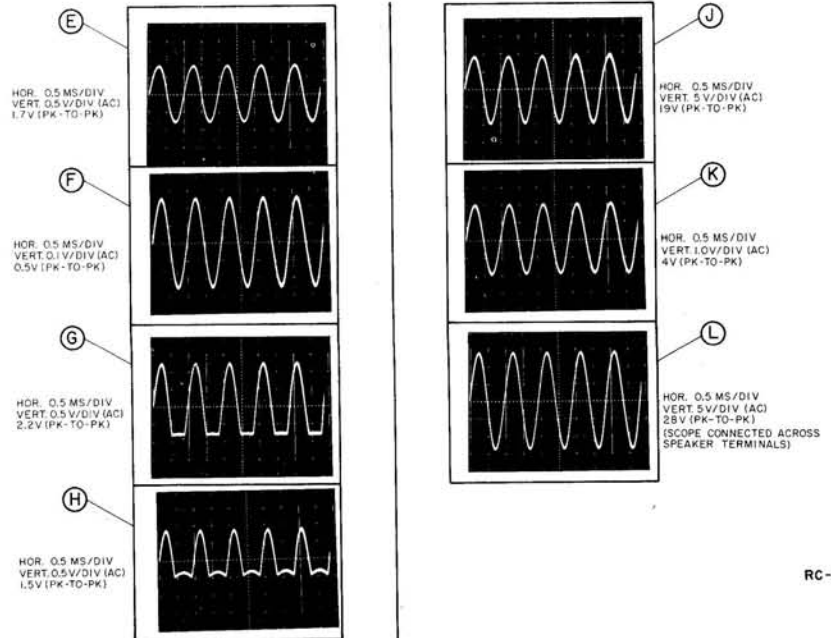 E
HOR. 0.5 MS/DIV
VERT. 0.5 V/DIV (AC)
1.7V (PK-TO-PK)
F
HOR. 0.5 MS/DIV
VERT. 0.1 V/DIV (AC)
0.5V (PK-TO-PK)
G
HOR. 0.5 MS/DIV
VERT. 0.5 V/DIV (AC)
2.2V (PK-TO-PK)
H
HOR. 0.5 MS/DIV
VERT. 0.5V/DIV (AC)
1.5V (PK-TO-PK)
J
HOR. 0.5 MS/DIV
VERT. 5 V/DIV (AC)
19V (PK-TO-PK)
K
HOR. 0.5 MS/DIV
VERT. 1.0V/DIV (AC)
4V (PK-TO-PK)
L
HOR. 0.5 MS/DIV
VERT. 5V/DIV (AC)
28V (PK-TO-PK)
(SCOPE CONNECTED ACROSS
SPEAKER TERMINALS)
RC-